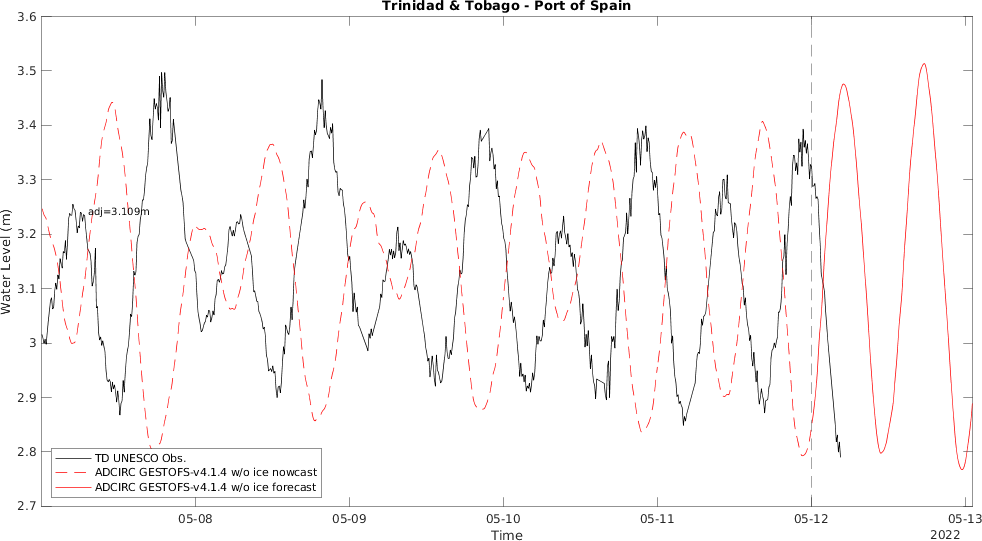 Trinidad & Tobago - Port of Spain
3.6
3.5
3.4
3.3
3.2
3.1
3
2.9
2.8
2.7
Water Level (m)
adj=3.109m
TD UNESCO Obs.
ADCIRC GESTOFS-v4.1.4 w/o ice nowcast
ADCIRC GESTOFS-v4.1.4 w/o ice forecast
05-08 05-09 05-10 05-11 05-12 05-13
Time
2022